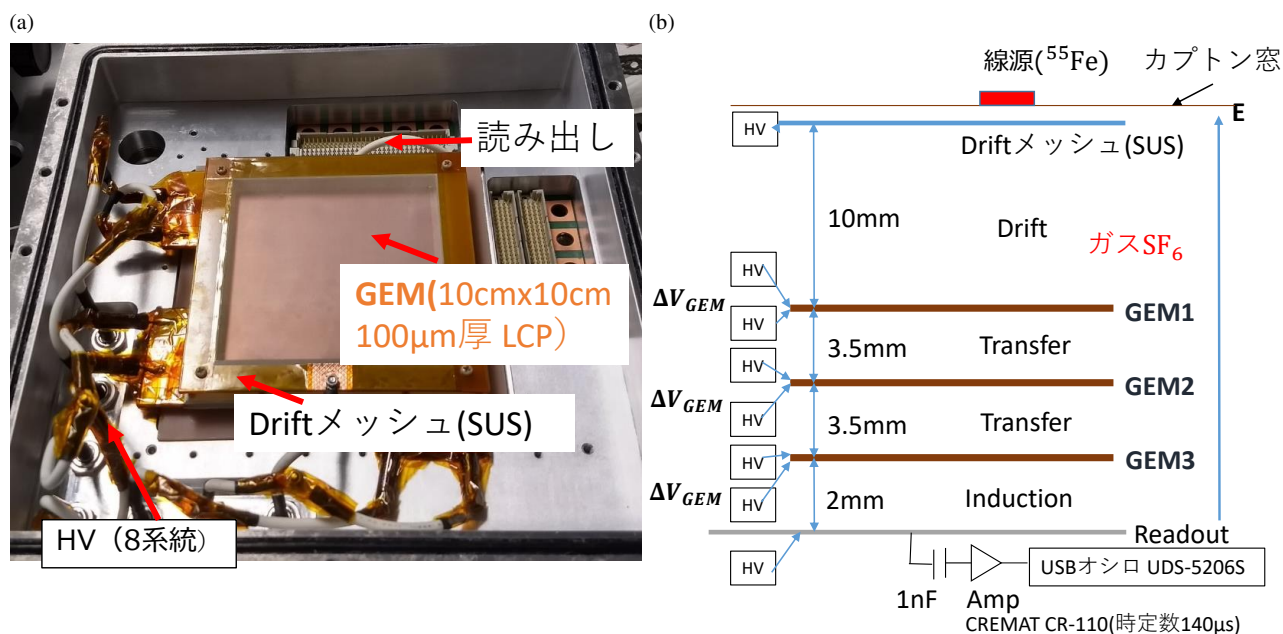 (a)
読み出し
GEM(10cmx10cm
100μm厚 LCP）
Driftメッシュ(SUS)
HV（8系統）
(b)
線源(⁵⁵Fe)
カプトン窓
E
HV
Driftメッシュ(SUS)
10mm
Drift
ガスSF₆
HV
ΔV_GEM
GEM1
HV
3.5mm
Transfer
HV
ΔV_GEM
GEM2
HV
3.5mm
Transfer
HV
GEM3
ΔV_GEM
HV
2mm
Induction
Readout
HV
USBオシロ UDS-5206S
1nF
Amp
CREMAT CR-110(時定数140μs)